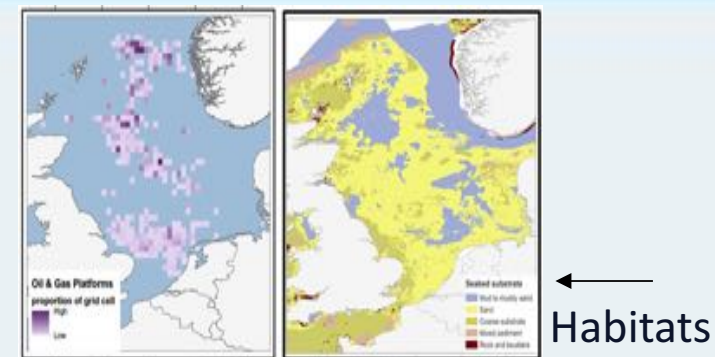 Oil & Gas Platforms
proportion of grid cell
High
Low
Seabed substrate
Mud to muddy sand
Sand
Coarse substrate
Mixed sediment
Rock and boulders
Habitats